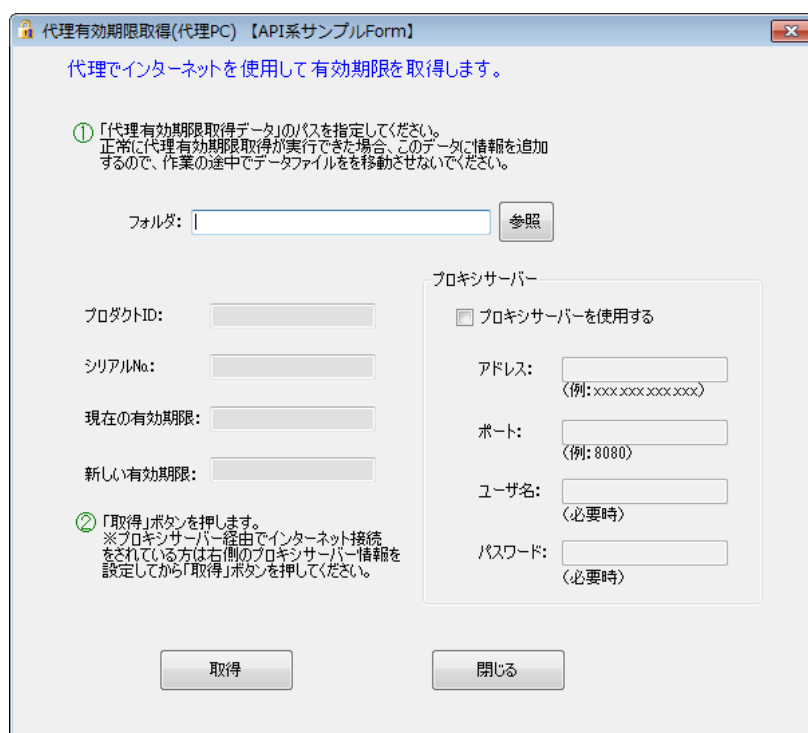 代理有効期限取得(代理PC) 【API系サンプルForm】
代理でインターネットを使用して有効期限を取得します。
① 「代理有効期限取得データ」のパスを指定してください。
正常に代理有効期限取得が実行できた場合、このデータに情報を追加
するので、作業の途中でデータファイルをを移動させないでください。
フォルダ:
参照
プロダクトID:
シリアルNo.:
現在の有効期限:
新しい有効期限:
② 「取得」ボタンを押します。
※プロキシサーバー経由でインターネット接続
をされている方は右側のプロキシサーバー情報を
設定してから「取得」ボタンを押してください。
プロキシサーバー
プロキシサーバーを使用する
アドレス:
(例:xxx.xxx.xxx.xxx)
ポート:
(例:8080)
ユーザ名:
(必要時)
パスワード:
(必要時)
取得
閉じる